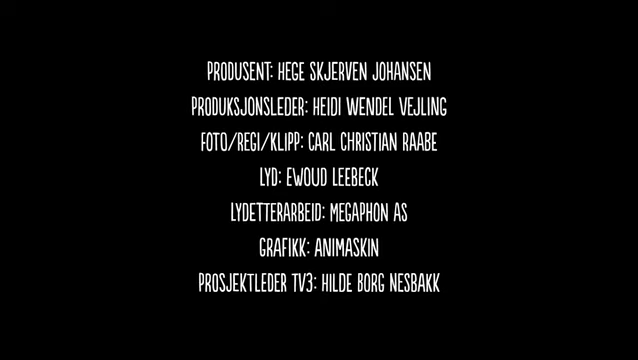 PRODUSENT: HEGE SKJERVEN JOHANSEN
PRODUKSJONSLEDER: HEIDI WENDEL VEJLING
FOTO/REGI/KLIPP: CARL CHRISTIAN RAABE
LYD: EWOUD LEEBECK
LYDETTERARBEID: MEGAPHON AS
GRAFIKK: ANIMASKIN
PROSJEKTLEDER TV3: HILDE BORG NESBAKK